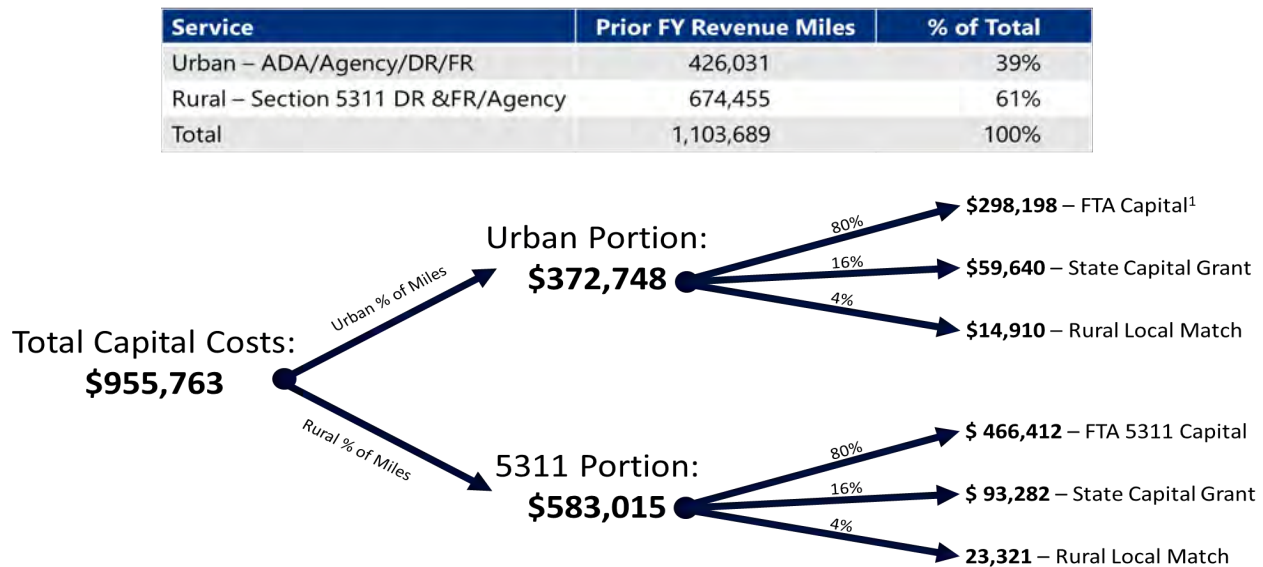 Service Prior FY Revenue Miles % of Total
Urban – ADA/Agency/DR/FR 426,031 39%
Rural – Section 5311 DR &FR/Agency 674,455 61%
Total 1,103,689 100%
Total Capital Costs:
$955,763
Urban % of Miles
Rural % of Miles
Urban Portion:
$372,748
80%
$298,198 – FTA Capital¹
16%
$59,640 – State Capital Grant
4%
$14,910 – Rural Local Match
5311 Portion:
$583,015
80%
$ 466,412 – FTA 5311 Capital
16%
$ 93,282 – State Capital Grant
4%
23,321 – Rural Local Match